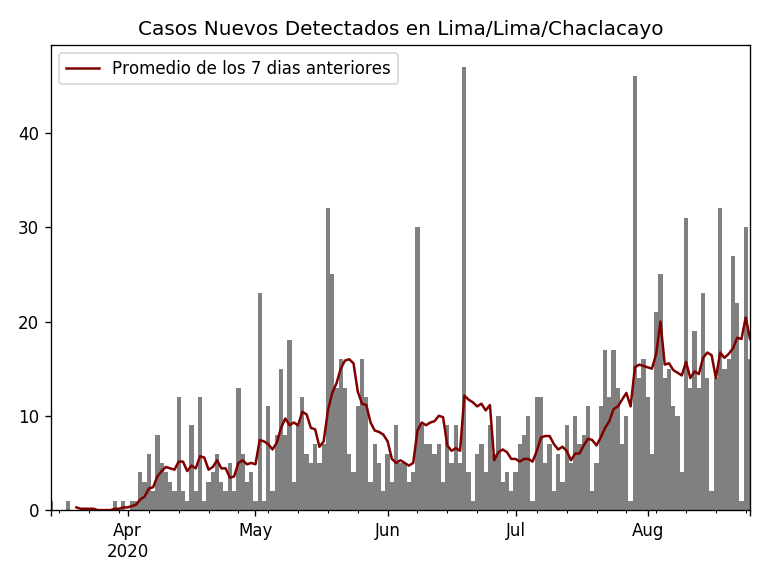 Casos Nuevos Detectados en Lima/Lima/Chaclacayo
Promedio de los 7 dias anteriores
40
30
20
10
0
Apr
2020
May
Jun
Jul
Aug